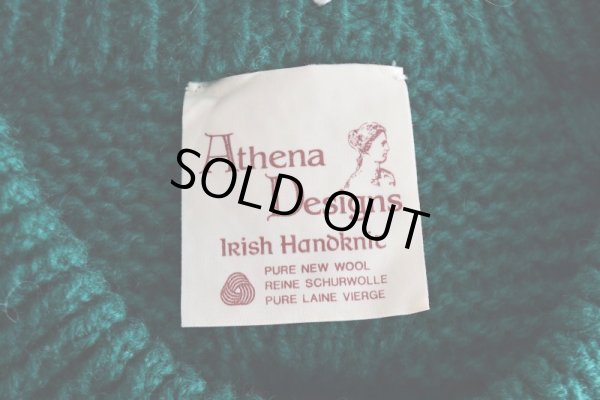 Athena
Designs
SOLD OUT
Irish Handknit
PURE NEW WOOL
REINE SCHURWOLLE
PURE LAINE VIERGE